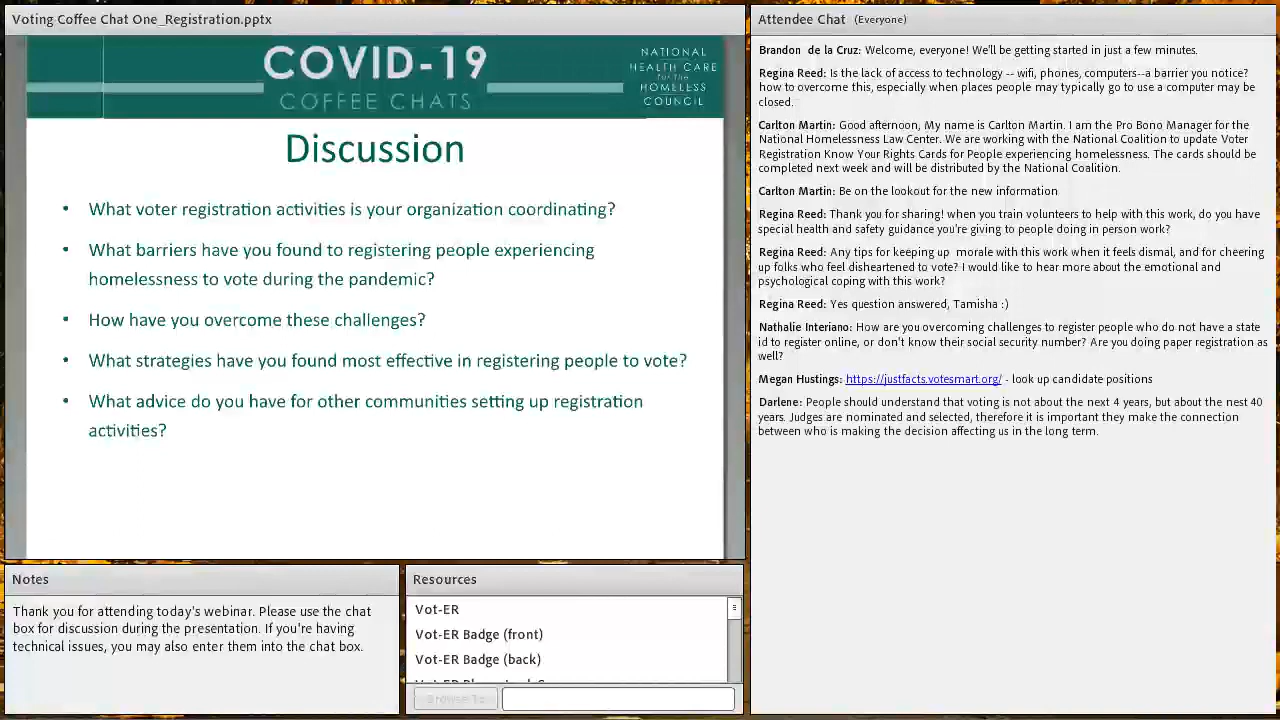 Voting Coffee Chat One_Registration.pptx
COVID-19
COFFEE CHATS
NATIONAL
HEALTH CARE
for the
HOMELESS
COUNCIL
Discussion
• What voter registration activities is your organization coordinating?
• What barriers have you found to registering people experiencing
homelessness to vote during the pandemic?
• How have you overcome these challenges?
• What strategies have you found most effective in registering people to vote?
• What advice do you have for other communities setting up registration
activities?
Notes
Thank you for attending today's webinar. Please use the chat
box for discussion during the presentation. If you're having
technical issues, you may also enter them into the chat box.
Resources
Vot-ER
Vot-ER Badge (front)
Vot-ER Badge (back)
Browse To
Attendee Chat (Everyone)
Brandon de la Cruz: Welcome, everyone! We'll be getting started in just a few minutes.
Regina Reed: Is the lack of access to technology -- wifi, phones, computers--a barrier you notice?
how to overcome this, especially when places people may typically go to use a computer may be
closed.
Carlton Martin: Good afternoon, My name is Carlton Martin. I am the Pro Bono Manager for the
National Homelessness Law Center. We are working with the National Coalition to update Voter
Registration Know Your Rights Cards for People experiencing homelessness. The cards should be
completed next week and will be distributed by the National Coalition.
Carlton Martin: Be on the lookout for the new information
Regina Reed: Thank you for sharing! when you train volunteers to help with this work, do you have
special health and safety guidance you're giving to people doing in person work?
Regina Reed: Any tips for keeping up morale with this work when it feels dismal, and for cheering
up folks who feel disheartened to vote? I would like to hear more about the emotional and
psychological coping with this work?
Regina Reed: Yes question answered, Tamisha :)
Nathalie Interiano: How are you overcoming challenges to register people who do not have a state
id to register online, or don't know their social security number? Are you doing paper registration as
well?
Megan Hustings: https://justfacts.votesmart.org/ - look up candidate positions
Darlene: People should understand that voting is not about the next 4 years, but about the nest 40
years. Judges are nominated and selected, therefore it is important they make the connection
between who is making the decision affecting us in the long term.